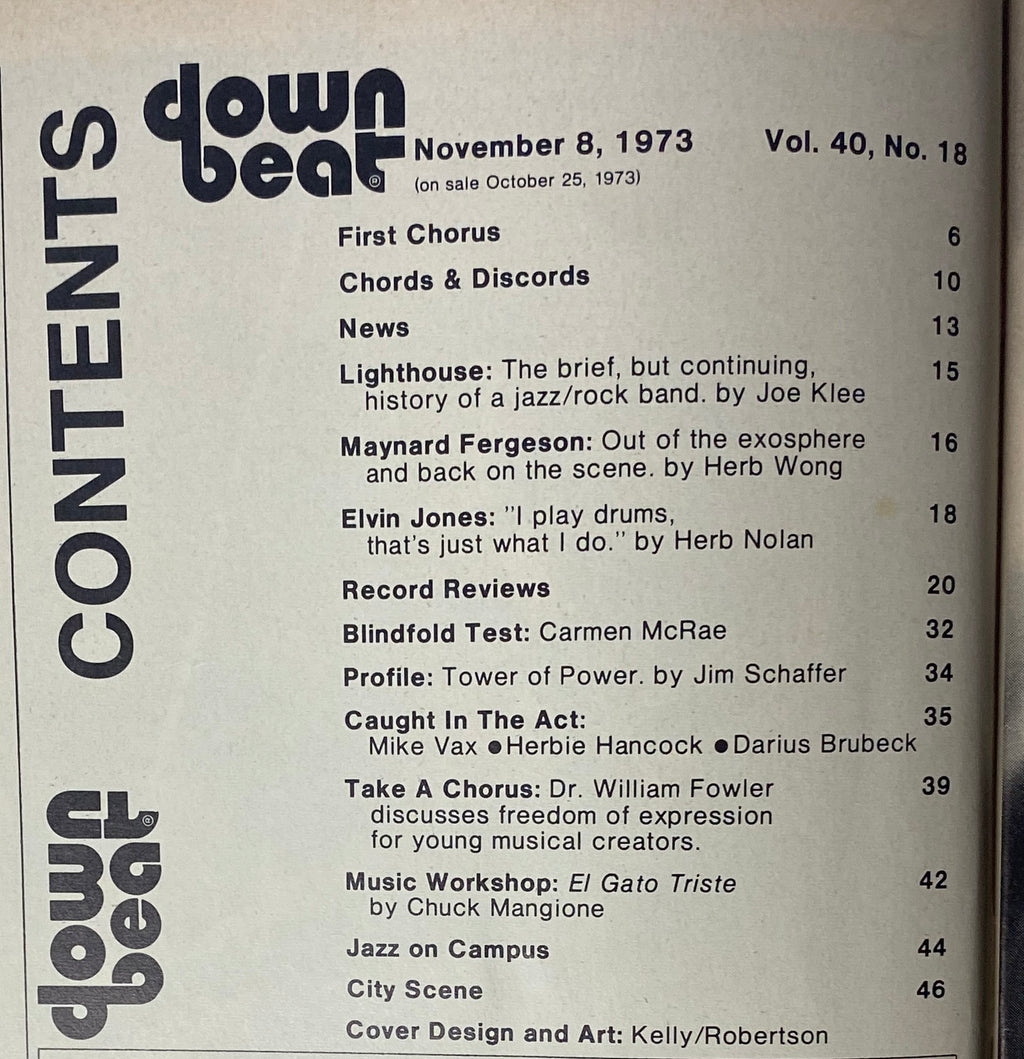 CONTENTS
down
beat®
November 8, 1973 Vol. 40, No. 18
(on sale October 25, 1973)
First Chorus 6
Chords & Discords 10
News 13
Lighthouse: The brief, but continuing, 15
history of a jazz/rock band. by Joe Klee
Maynard Fergeson: Out of the exosphere 16
and back on the scene. by Herb Wong
Elvin Jones: "I play drums, 18
that's just what I do." by Herb Nolan
Record Reviews 20
Blindfold Test: Carmen McRae 32
Profile: Tower of Power. by Jim Schaffer 34
Caught In The Act: 35
Mike Vax ●Herbie Hancock ●Darius Brubeck
Take A Chorus: Dr. William Fowler 39
discusses freedom of expression
for young musical creators.
Music Workshop: El Gato Triste 42
by Chuck Mangione
Jazz on Campus 44
City Scene 46
Cover Design and Art: Kelly/Robertson
down
beat®